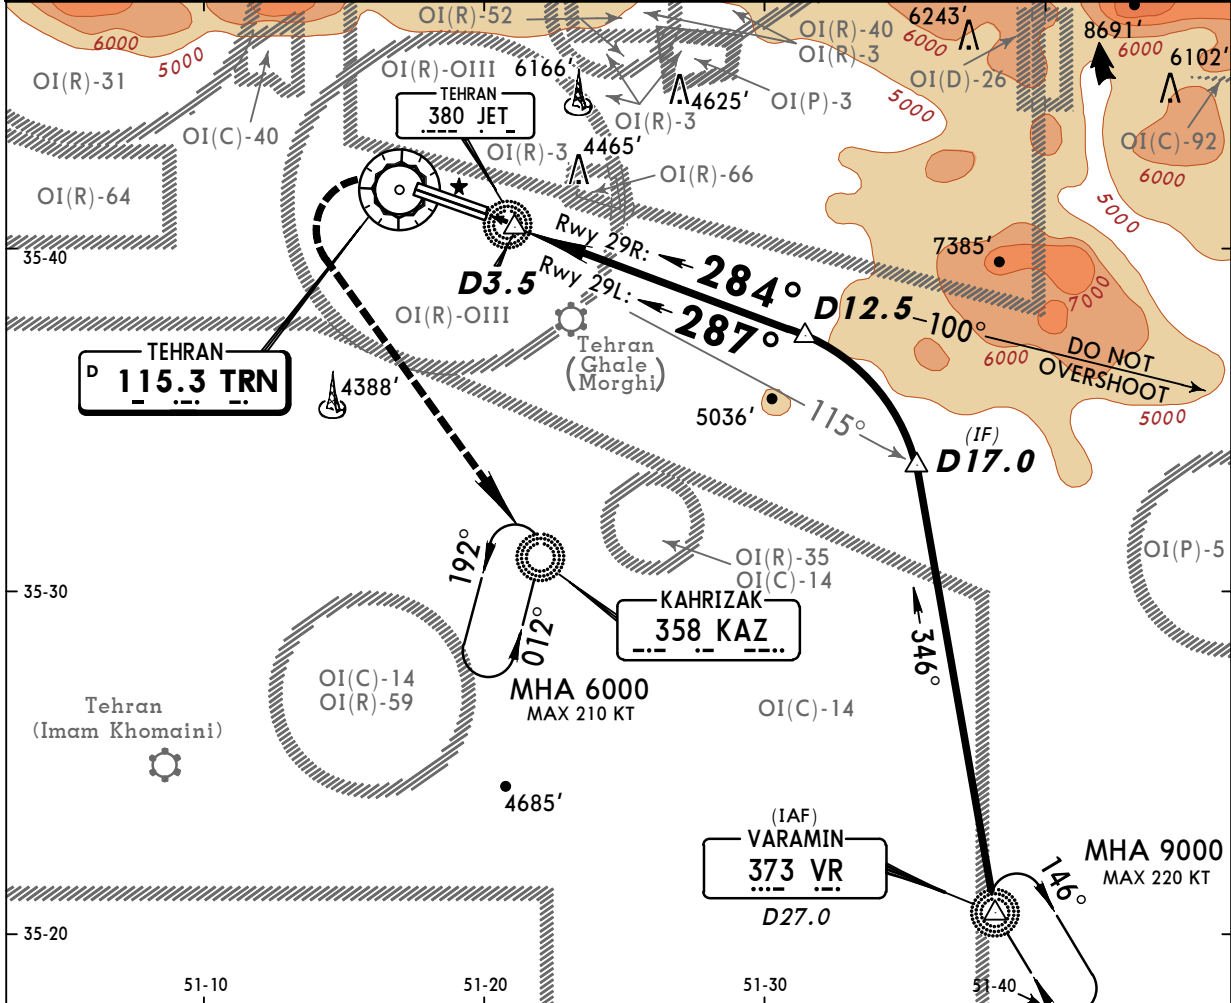 OI(R)-52
OI(R)-40
OI(R)-3
6243'
8691'
6000
5000
6000
6000
6102'
OI(R)-31
OI(R)-OIII
6166'
OI(D)-26
OI(C)-40
4625'
OI(P)-3
5000
TEHRAN
380 JET
OI(R)-3
OI(C)-92
OI(R)-3
4465'
OI(R)-66
6000
OI(R)-64
5000
35-40
Rwy 29R:
284°
7385'
D3.5
Rwy 29L:
287°
D12.5
100°
7000
OI(R)-OIII
Tehran
(Ghale
Morghi)
6000
DO NOT
OVERSHOOT
TEHRAN
D 115.3 TRN
4388'
5036'
115°
5000
(IF)
D17.0
192°
OI(R)-35
OI(C)-14
OI(P)-5
35-30
KAHRIZAK
358 KAZ
012°
346°
OI(C)-14
OI(R)-59
MHA 6000
MAX 210 KT
OI(C)-14
Tehran
(Imam Khomaini)
4685'
(IAF)
VARAMIN
373 VR
D27.0
146°
MHA 9000
MAX 220 KT
35-20
51-10
51-20
51-30
51-40